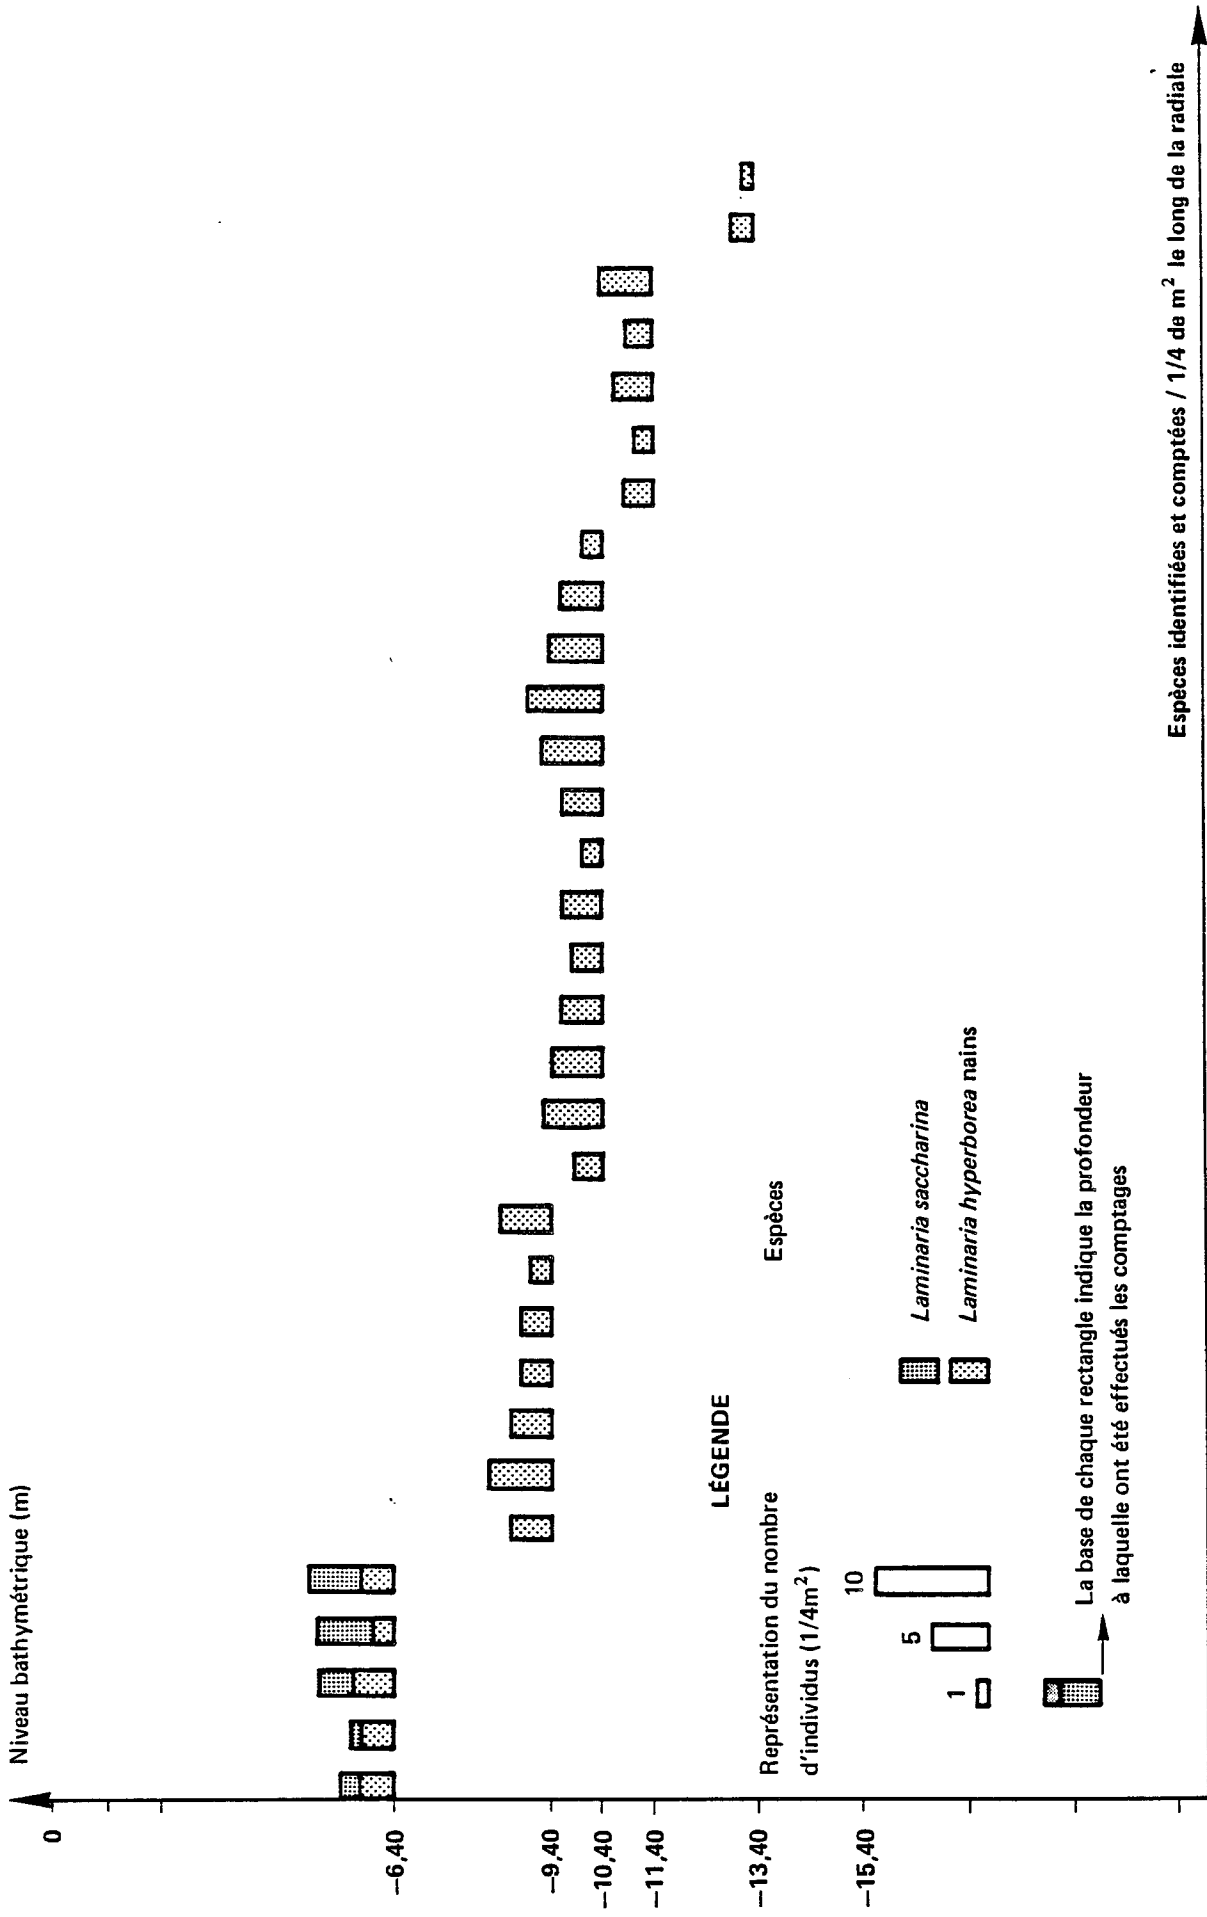 Niveau bathymétrique (m)
0
−6,40
−9,40
−10,40
−11,40
−13,40
−15,40
LÉGENDE
Représentation du nombre
d'individus (1/4m²)
1
5
10
Espèces
Laminaria saccharina
Laminaria hyperborea nains
La base de chaque rectangle indique la profondeur
à laquelle ont été effectués les comptages
Espèces identifiées et comptées / 1/4 de m² le long de la radiale